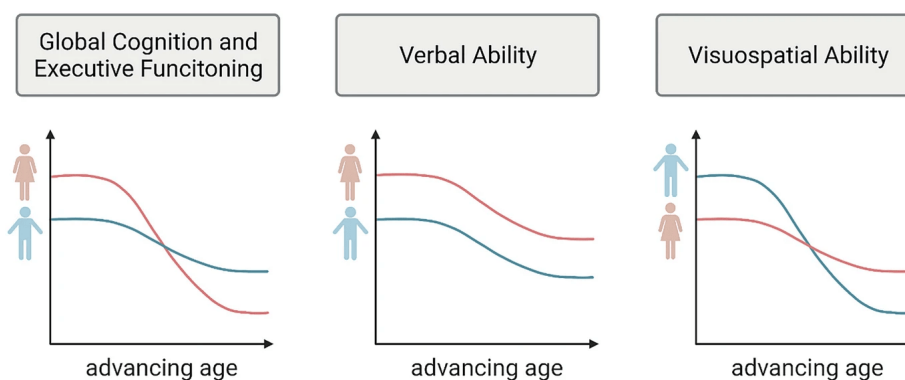 Global Cognition and
Executive Funcitoning
Verbal Ability
Visuospatial Ability
advancing age
advancing age
advancing age